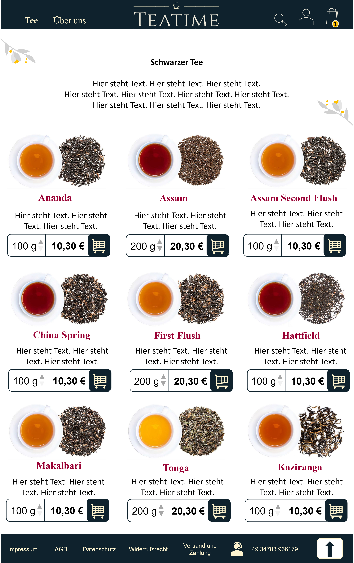 Tee Über uns TEATIME
1
Schwarzer Tee
Hier steht Text. Hier steht Text. Hier steht Text.
Hier steht Text. Hier steht Text. Hier steht Text.
Hier steht Text. Hier steht Text. Hier steht Text.
Ananda
Hier steht Text. Hier steht
Text. Hier steht Text.
100 g 10,30 €
Assam
Hier steht Text. Hier steht
Text. Hier steht Text.
200 g 20,30 €
Assam Second Flush
Hier steht Text. Hier steht
Text. Hier steht Text.
100 g 10,30 €
China Spring
Hier steht Text. Hier steht
Text. Hier steht Text.
100 g 10,30 €
First Flush
Hier steht Text. Hier steht
Text. Hier steht Text.
200 g 20,30 €
Hattfield
Hier steht Text. Hier steht
Text. Hier steht Text.
100 g 10,30 €
Makaibari
Hier steht Text. Hier steht
Text. Hier steht Text.
100 g 10,30 €
Tonga
Hier steht Text. Hier steht
Text. Hier steht Text.
200 g 20,30 €
Kaziranga
Hier steht Text. Hier steht
Text. Hier steht Text.
100 g 10,30 €
Impressum AGB Datenschutz Widerrufsrecht
Versand und
Zahlung